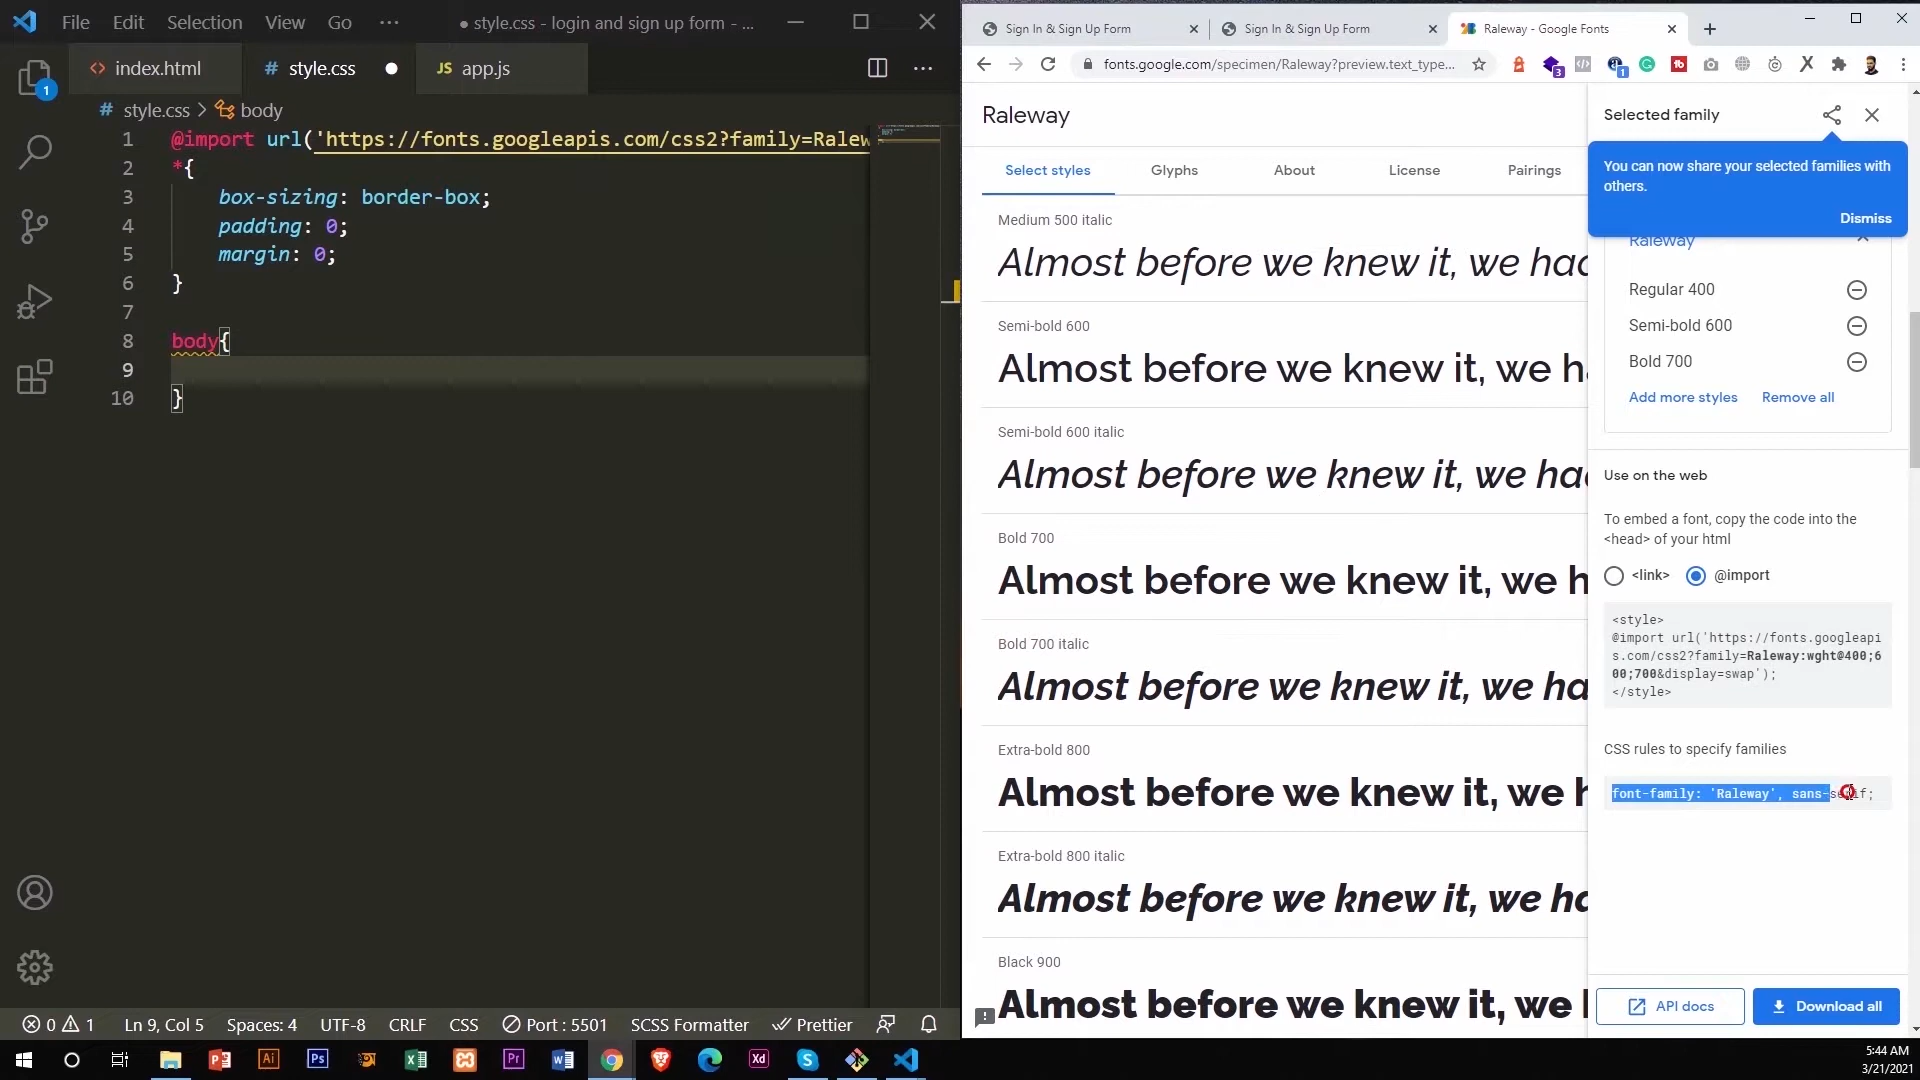 File Edit Selection View Go ⋯ ● style.css - login and sign up form - ...
1
<> index.html # style.css ● JS app.js
# style.css > body
1 @import url('https://fonts.googleapis.com/css2?family=Ralew
2 *{
3 box-sizing: border-box;
4 padding: 0;
5 margin: 0;
6 }
7
8 body{
9
10 }
0 1 Ln 9, Col 5 Spaces: 4 UTF-8 CRLF CSS Port : 5501 SCSS Formatter Prettier
Sign In & Sign Up Form Sign In & Sign Up Form Raleway - Google Fonts
fonts.google.com/specimen/Raleway?preview.text_type...
3 1
Raleway
Select styles Glyphs About License Pairings
Medium 500 italic
Almost before we knew it, we had
Semi-bold 600
Almost before we knew it, we ha
Semi-bold 600 italic
Almost before we knew it, we had
Bold 700
Almost before we knew it, we h
Bold 700 italic
Almost before we knew it, we ha
Extra-bold 800
Almost before we knew it, we h
Extra-bold 800 italic
Almost before we knew it, we ha
Black 900
Almost before we knew it, we
Selected family
You can now share your selected families with
others.
Dismiss
Raleway
Regular 400
Semi-bold 600
Bold 700
Add more styles Remove all
Use on the web
To embed a font, copy the code into the
<head> of your html
<link> @import
<style>
@import url('https://fonts.googleapi
s.com/css2?family=Raleway:wght@400;6
00;700&display=swap');
</style>
CSS rules to specify families
font-family: 'Raleway', sans-serif;
API docs Download all
Ai Ps Pr Xd
5:44 AM
3/21/2021